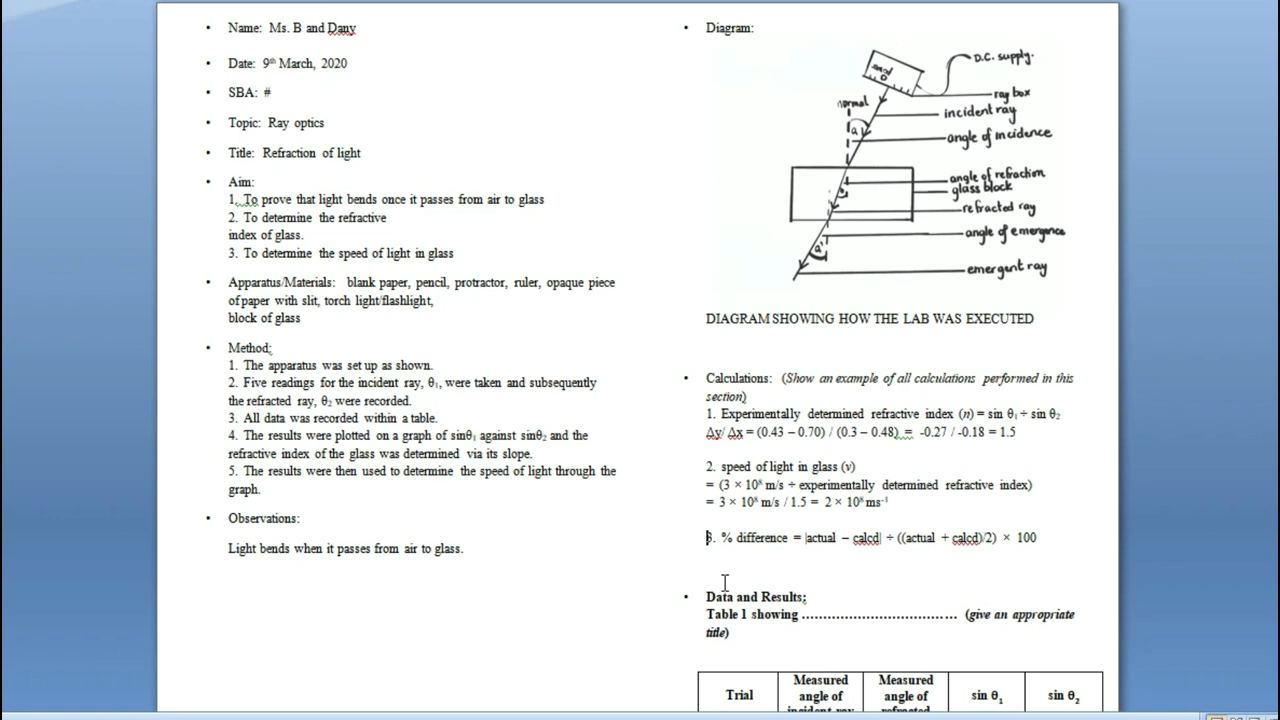 Name: Ms. B and Dany
Date: 9th March, 2020
SBA: #
Topic: Ray optics
Title: Refraction of light
Aim:
1. To prove that light bends once it passes from air to glass
2. To determine the refractive
index of glass.
3. To determine the speed of light in glass
Apparatus/Materials: blank paper, pencil, protractor, ruler, opaque piece
of paper with slit, torch light/flashlight,
block of glass
Method:
1. The apparatus was set up as shown.
2. Five readings for the incident ray, θ₁, were taken and subsequently
the refracted ray, θ₂ were recorded.
3. All data was recorded within a table.
4. The results were plotted on a graph of sinθ₁ against sinθ₂ and the
refractive index of the glass was determined via its slope.
5. The results were then used to determine the speed of light through the
graph.
Observations:
Light bends when it passes from air to glass.
Diagram:
D.C. supply.
ray box
normal
incident ray
a
angle of incidence
angle of refraction
glass block
refracted ray
angle of emergence
a'
emergent ray
DIAGRAM SHOWING HOW THE LAB WAS EXECUTED
Calculations: (Show an example of all calculations performed in this
section)
1. Experimentally determined refractive index (n) = sin θ₁ ÷ sin θ₂
Δy/ Δx = (0.43 – 0.70) / (0.3 – 0.48) = -0.27 / -0.18 = 1.5
2. speed of light in glass (v)
= (3 × 10⁸ m/s ÷ experimentally determined refractive index)
= 3 × 10⁸ m/s / 1.5 = 2 × 10⁸ ms⁻¹
3. % difference = |actual – calcd| ÷ ((actual + calcd)/2) × 100
Data and Results:
Table 1 showing ………………………………… (give an appropriate
title)
Trial
Measured
angle of
incident ray
Measured
angle of
refracted
sin θ₁
sin θ₂